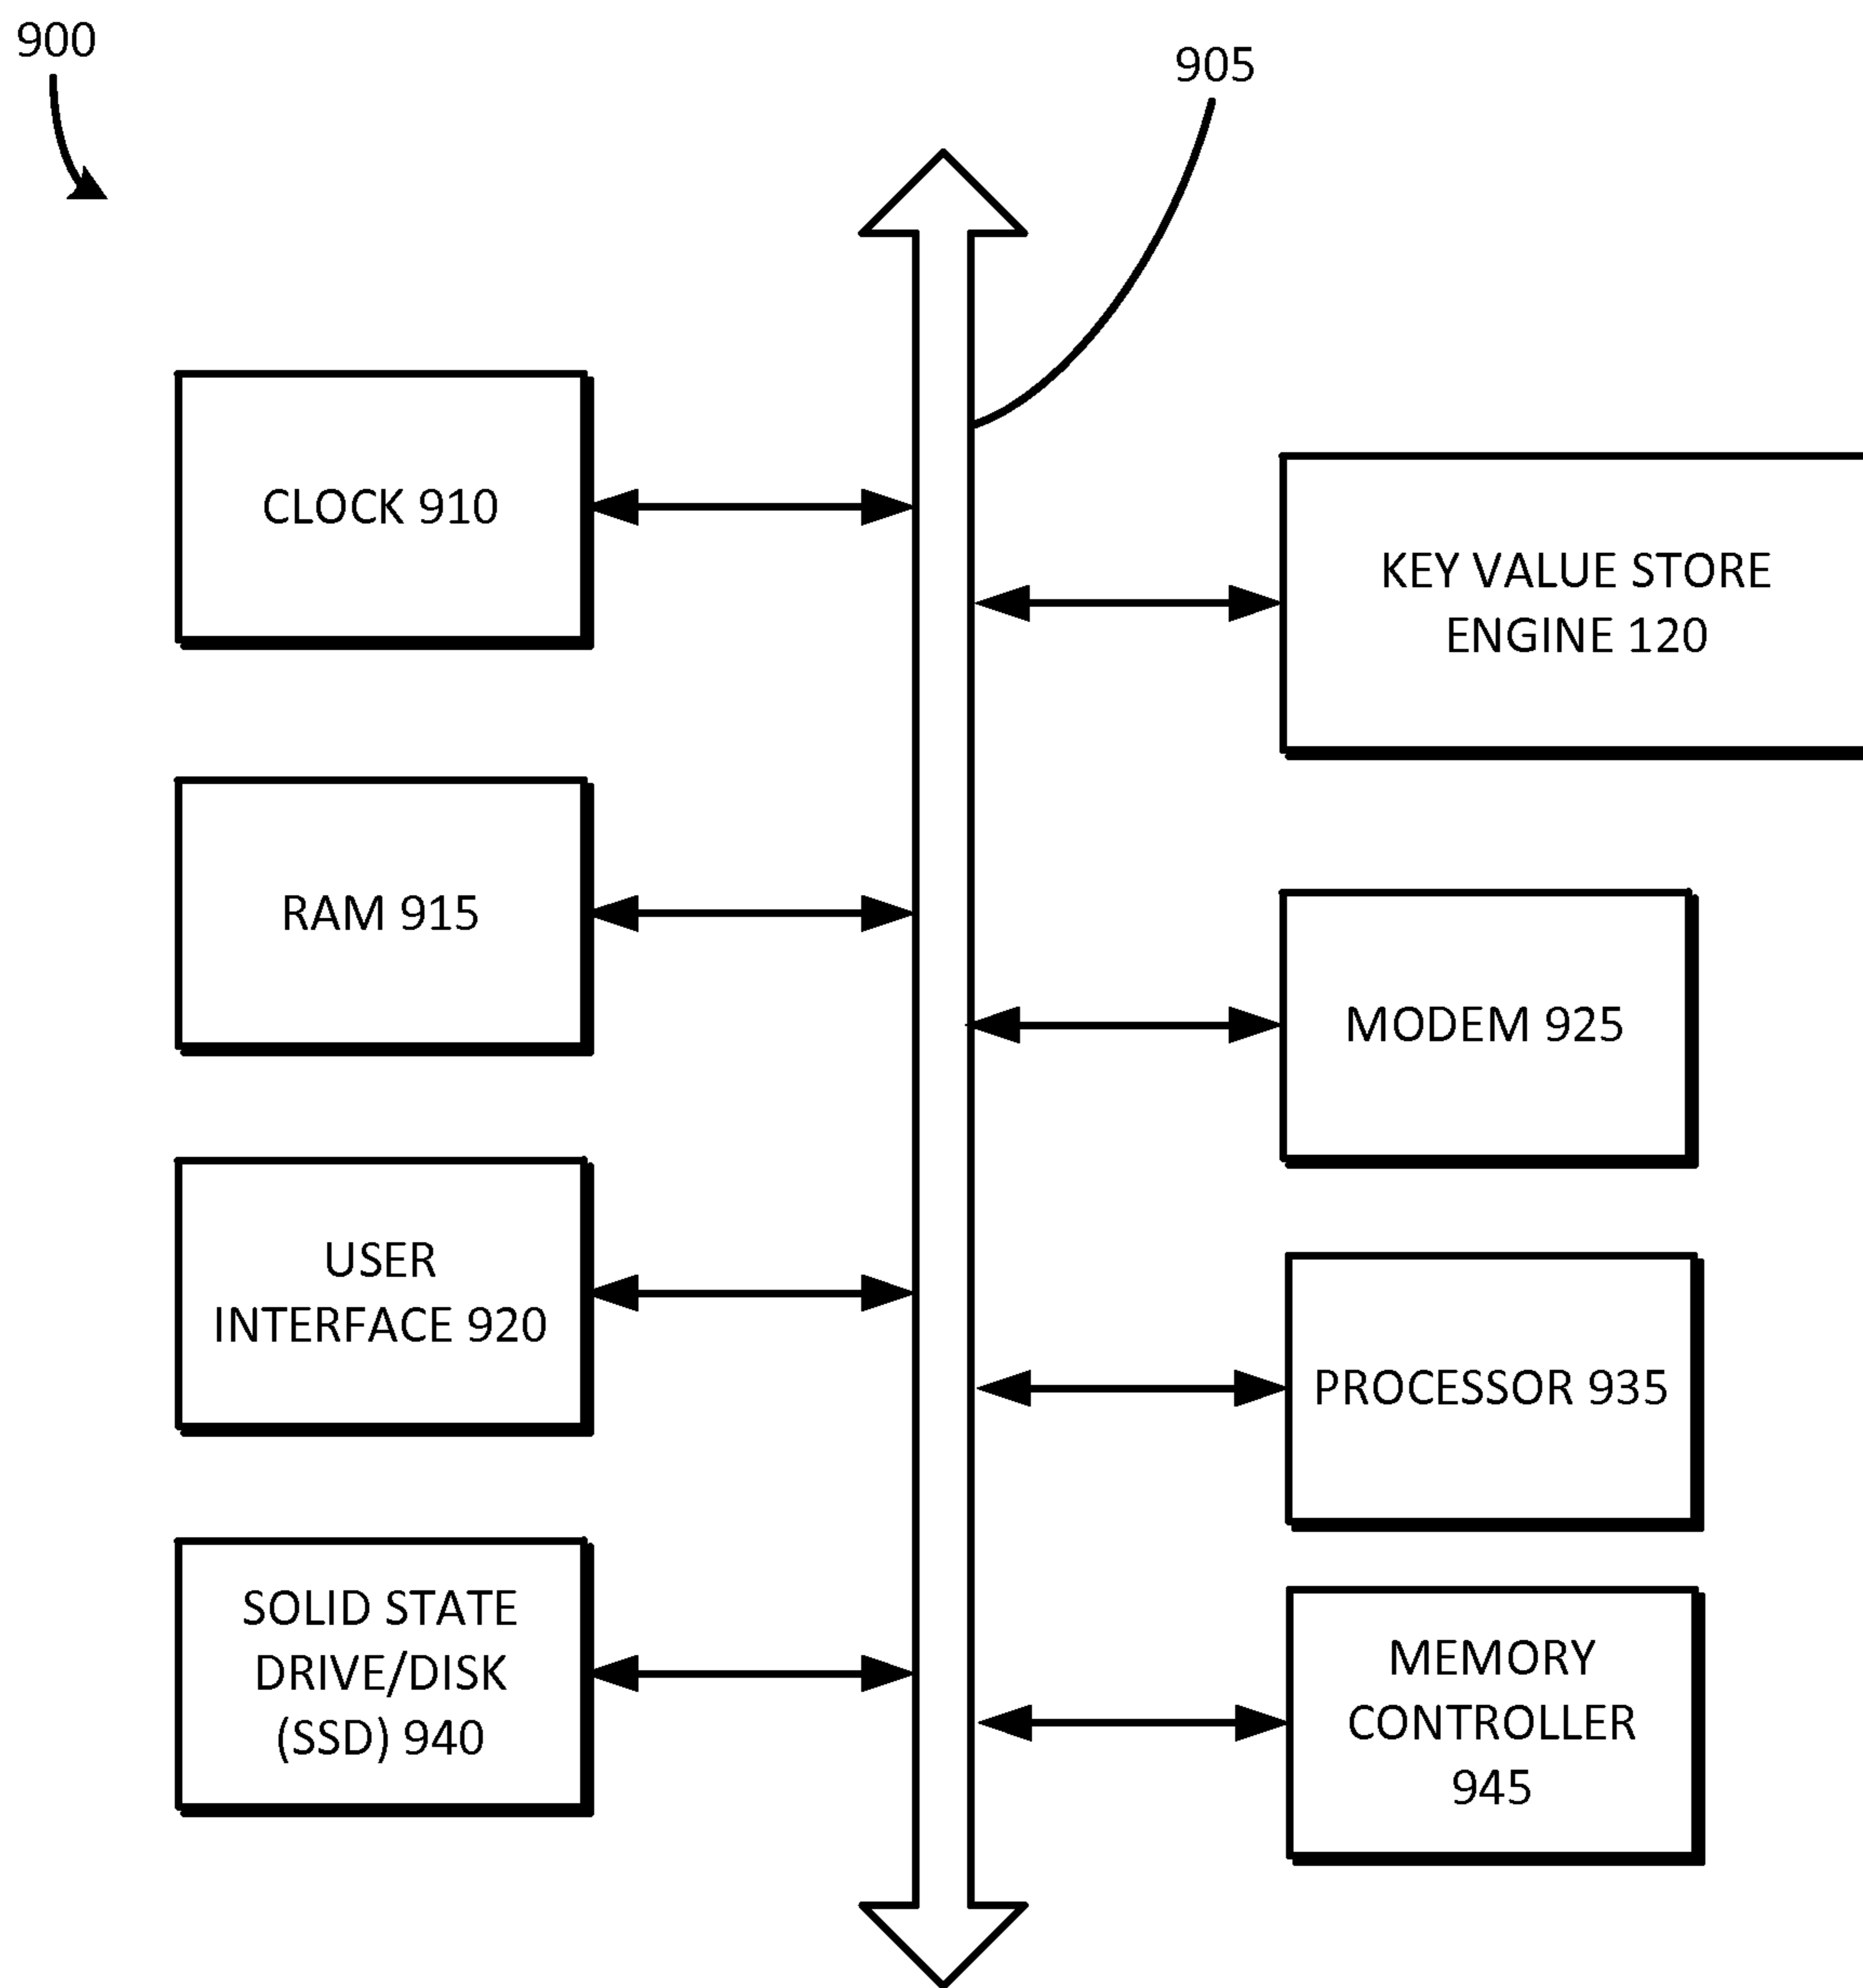 900
905
CLOCK 910
KEY VALUE STORE
ENGINE 120
RAM 915
MODEM 925
USER
INTERFACE 920
PROCESSOR 935
SOLID STATE
DRIVE/DISK
(SSD) 940
MEMORY
CONTROLLER
945